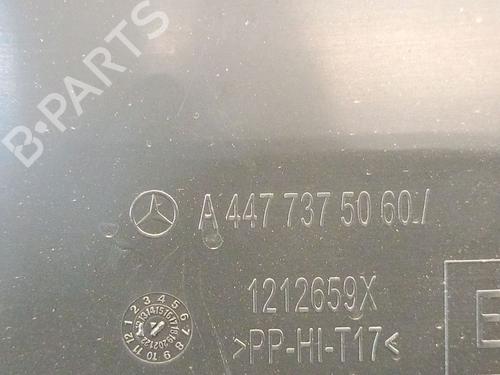 B-PARTS
A 447 737 50 60 /
1212659X
>PP-HI-T17<